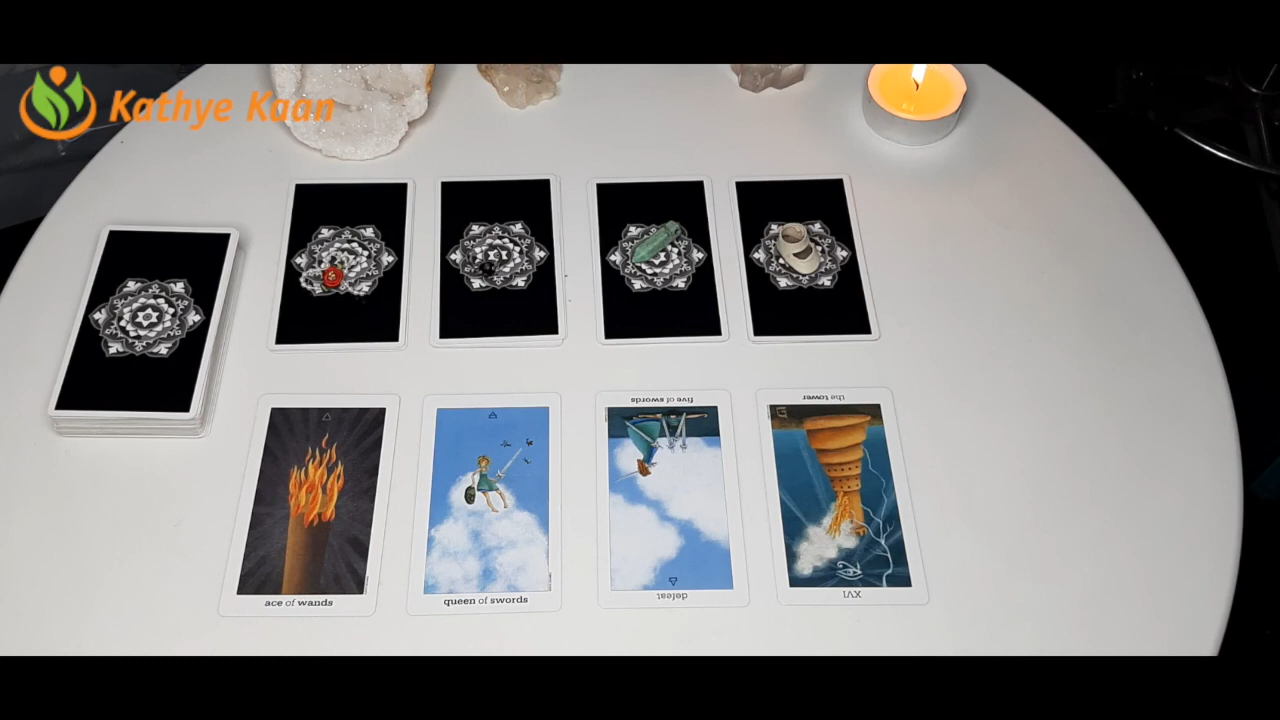 Kathye Kaan
five of swords
the tower
ace of wands
queen of swords
defeat
XVI